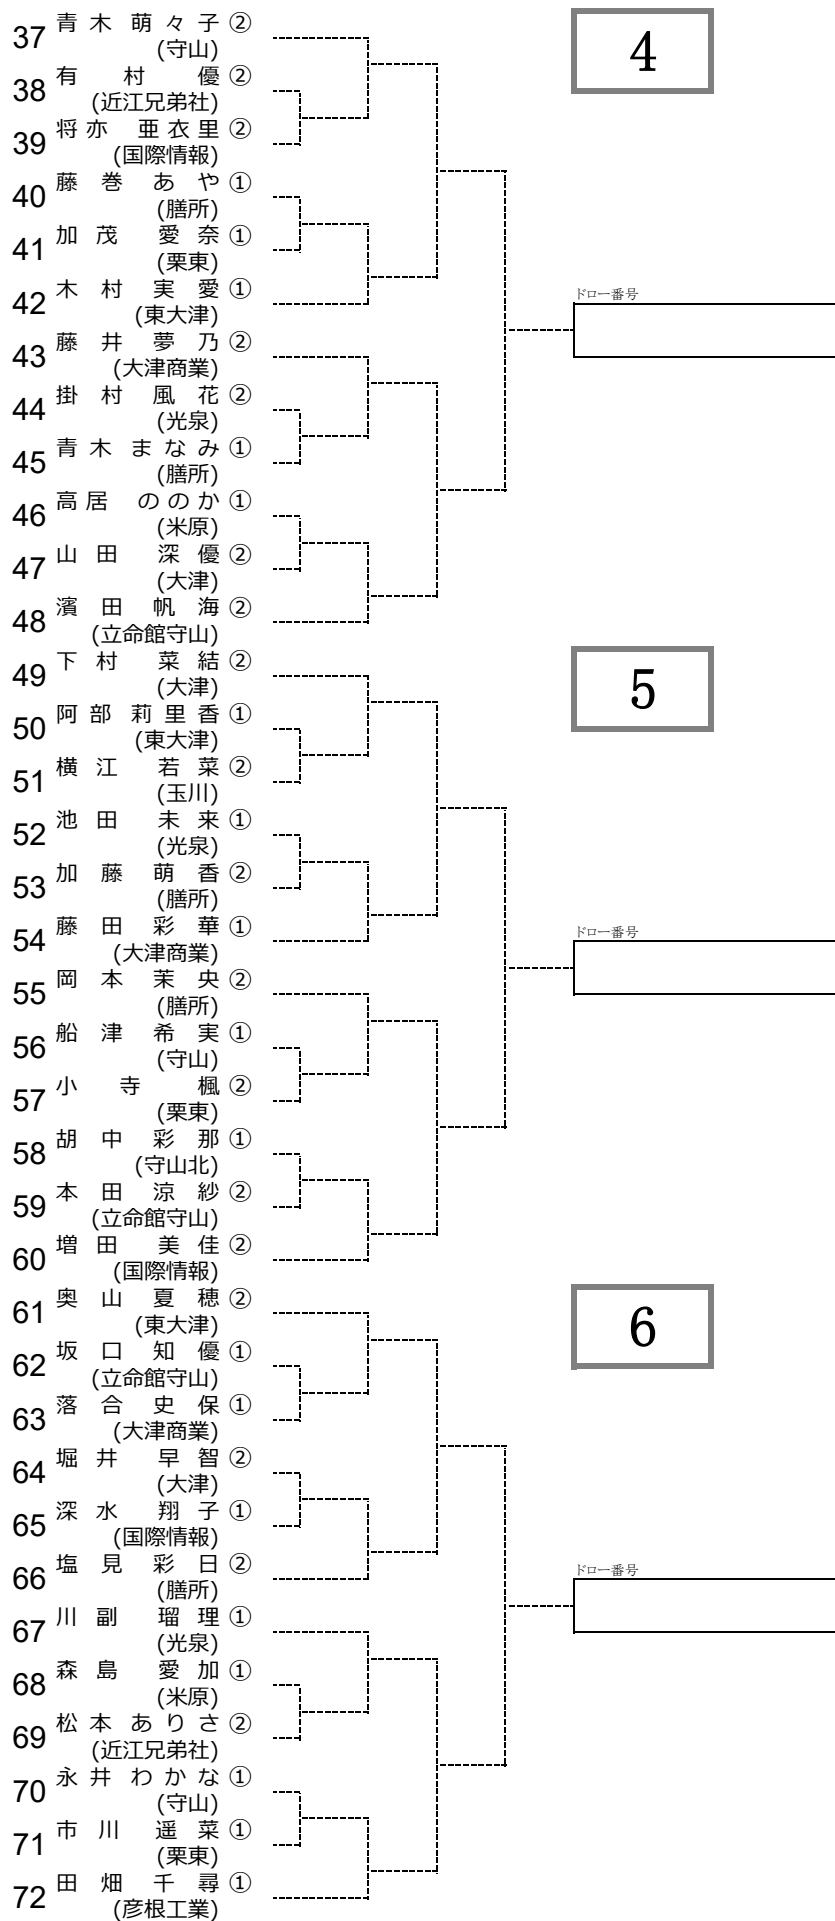 37 青木 萌々子 ②
(守山)
4
38 有村 優 ②
(近江兄弟社)
39 将亦 亜衣里 ②
(国際情報)
40 藤巻 あや ①
(膳所)
41 加茂 愛奈 ①
(栗東)
42 木村 実愛 ①
(東大津)
ドロー番号
43 藤井 夢乃 ②
(大津商業)
44 掛村 風花 ②
(光泉)
45 青木 まなみ ①
(膳所)
46 高居 ののか ①
(米原)
47 山田 深優 ②
(大津)
48 濱田 帆海 ②
(立命館守山)
49 下村 菜結 ②
(大津)
5
50 阿部 莉里香 ①
(東大津)
51 横江 若菜 ②
(玉川)
52 池田 未来 ①
(光泉)
53 加藤 萌香 ②
(膳所)
54 藤田 彩華 ①
(大津商業)
ドロー番号
55 岡本 茉央 ②
(膳所)
56 船津 希実 ①
(守山)
57 小寺 楓 ②
(栗東)
58 胡中 彩那 ①
(守山北)
59 本田 涼紗 ②
(立命館守山)
60 増田 美佳 ②
(国際情報)
61 奥山 夏穂 ②
(東大津)
6
62 坂口 知優 ①
(立命館守山)
63 落合 史保 ①
(大津商業)
64 堀井 早智 ②
(大津)
65 深水 翔子 ①
(国際情報)
66 塩見 彩日 ②
(膳所)
ドロー番号
67 川副 瑠理 ①
(光泉)
68 森島 愛加 ①
(米原)
69 松本 ありさ ②
(近江兄弟社)
70 永井 わかな ①
(守山)
71 市川 遥菜 ①
(栗東)
72 田畑 千尋 ①
(彦根工業)